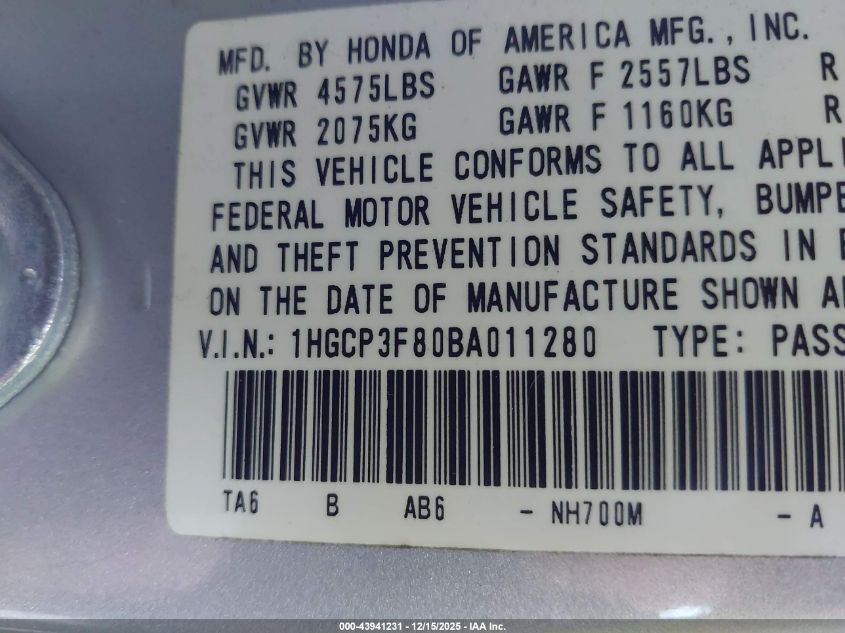 MFD. BY HONDA OF AMERICA MFG., INC.
GVWR 4575LBS GAWR F 2557LBS R
GVWR 2075KG GAWR F 1160KG R
THIS VEHICLE CONFORMS TO ALL APPLI
FEDERAL MOTOR VEHICLE SAFETY, BUMPE
AND THEFT PREVENTION STANDARDS IN E
ON THE DATE OF MANUFACTURE SHOWN A
V.I.N.: 1HGCP3F80BA011280 TYPE: PASS
TA6 B AB6 - NH700M - A
000-43941231 - 12/15/2025 - IAA Inc.